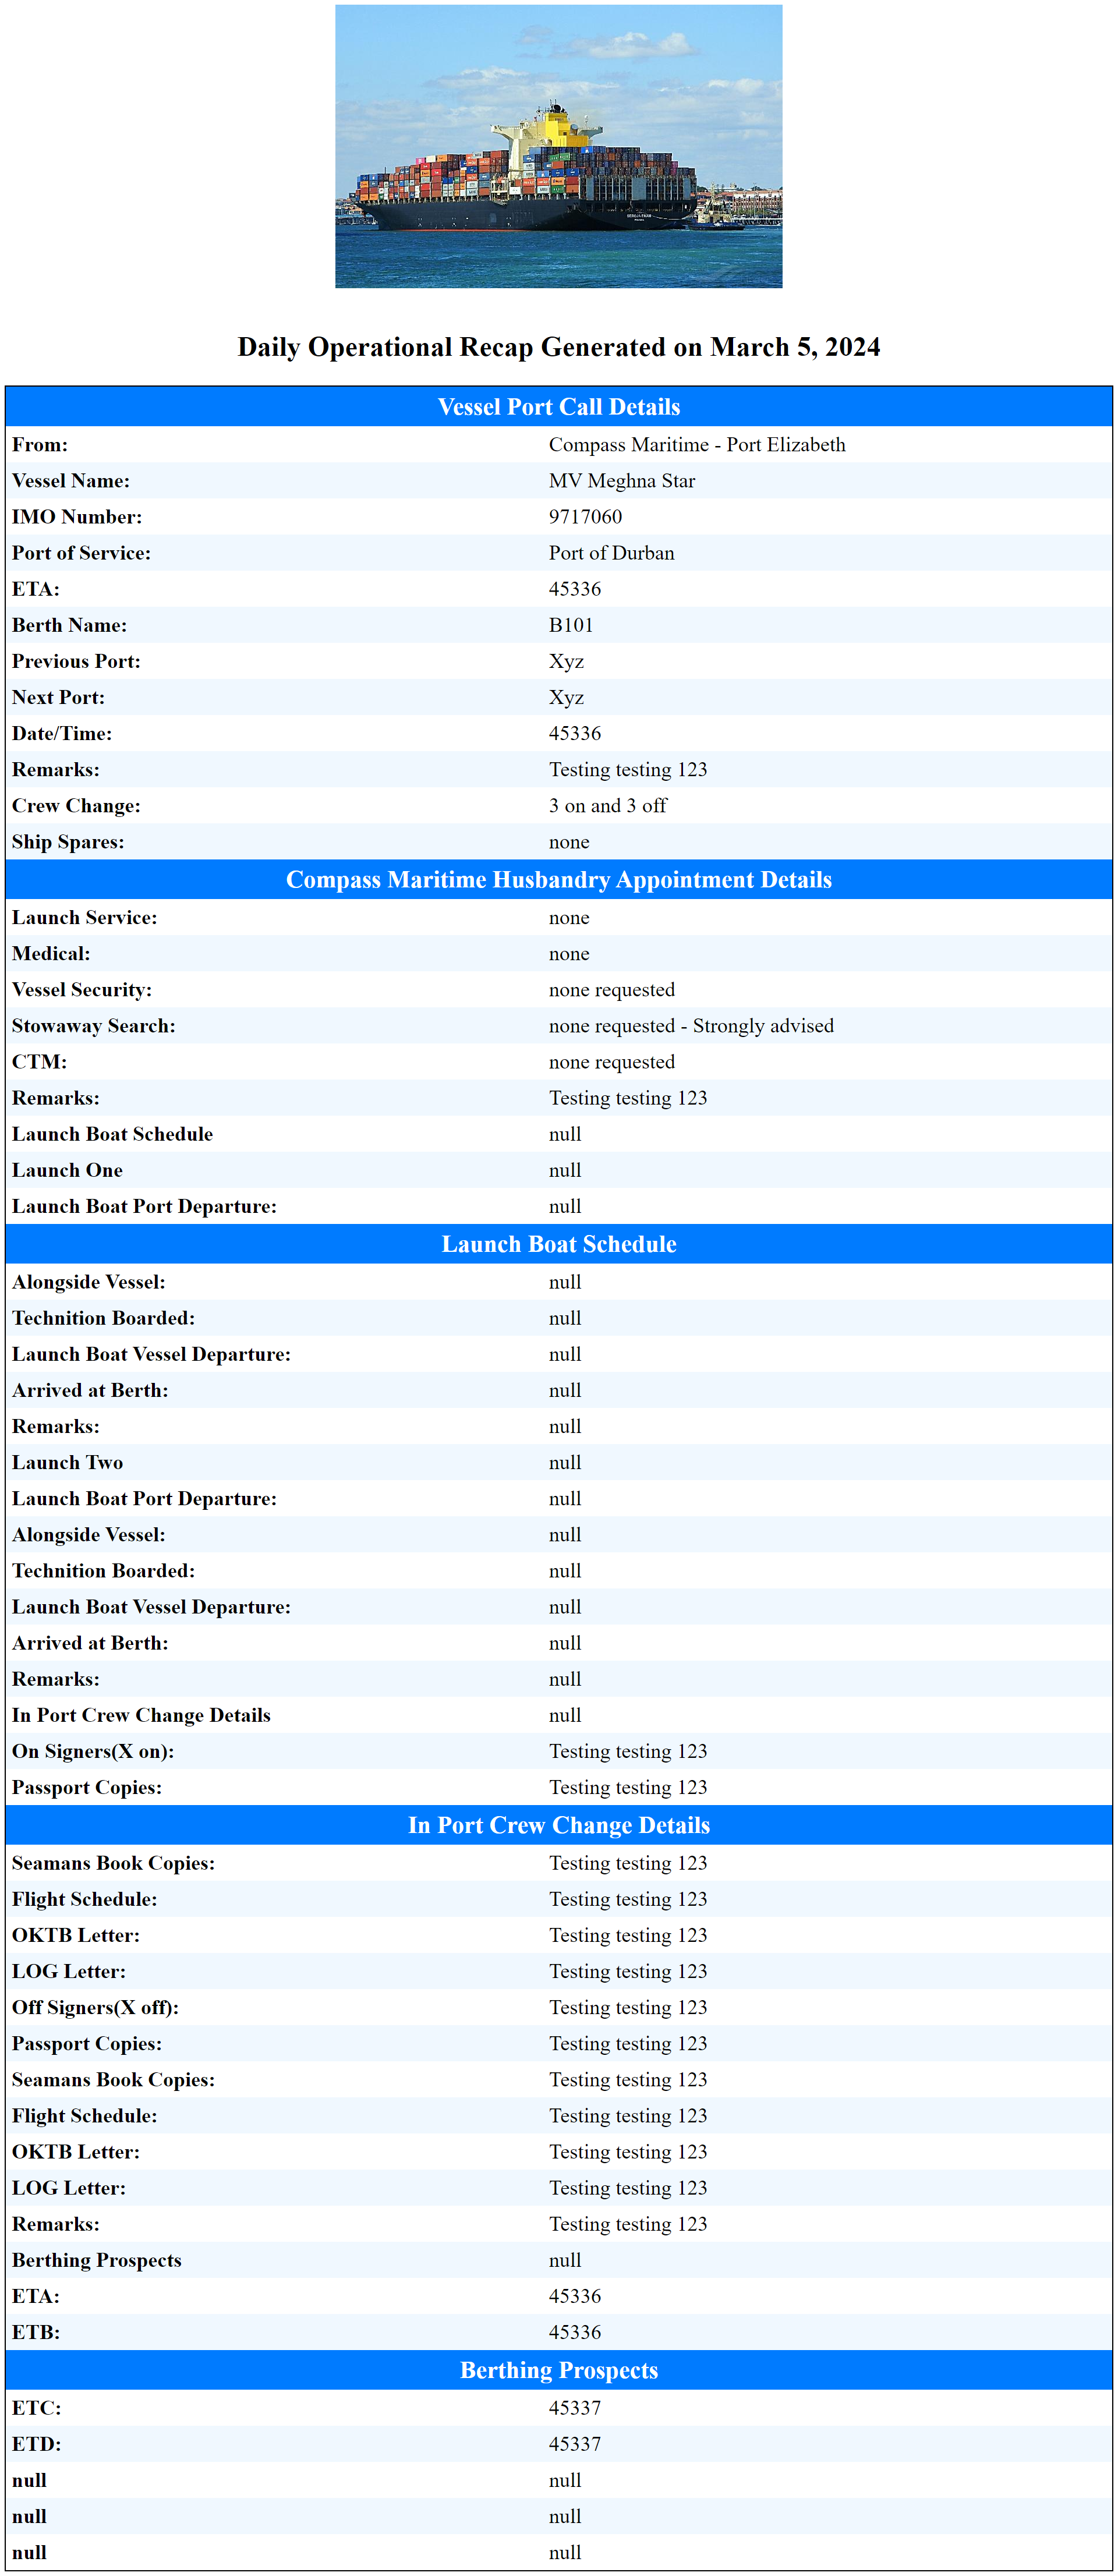 Daily Operational Recap Generated on March 5, 2024
Vessel Port Call Details
From: Compass Maritime - Port Elizabeth
Vessel Name: MV Meghna Star
IMO Number: 9717060
Port of Service: Port of Durban
ETA: 45336
Berth Name: B101
Previous Port: Xyz
Next Port: Xyz
Date/Time: 45336
Remarks: Testing testing 123
Crew Change: 3 on and 3 off
Ship Spares: none
Compass Maritime Husbandry Appointment Details
Launch Service: none
Medical: none
Vessel Security: none requested
Stowaway Search: none requested - Strongly advised
CTM: none requested
Remarks: Testing testing 123
Launch Boat Schedule null
Launch One null
Launch Boat Port Departure: null
Launch Boat Schedule
Alongside Vessel: null
Technition Boarded: null
Launch Boat Vessel Departure: null
Arrived at Berth: null
Remarks: null
Launch Two null
Launch Boat Port Departure: null
Alongside Vessel: null
Technition Boarded: null
Launch Boat Vessel Departure: null
Arrived at Berth: null
Remarks: null
In Port Crew Change Details null
On Signers(X on): Testing testing 123
Passport Copies: Testing testing 123
In Port Crew Change Details
Seamans Book Copies: Testing testing 123
Flight Schedule: Testing testing 123
OKTB Letter: Testing testing 123
LOG Letter: Testing testing 123
Off Signers(X off): Testing testing 123
Passport Copies: Testing testing 123
Seamans Book Copies: Testing testing 123
Flight Schedule: Testing testing 123
OKTB Letter: Testing testing 123
LOG Letter: Testing testing 123
Remarks: Testing testing 123
Berthing Prospects null
ETA: 45336
ETB: 45336
Berthing Prospects
ETC: 45337
ETD: 45337
null null
null null
null null